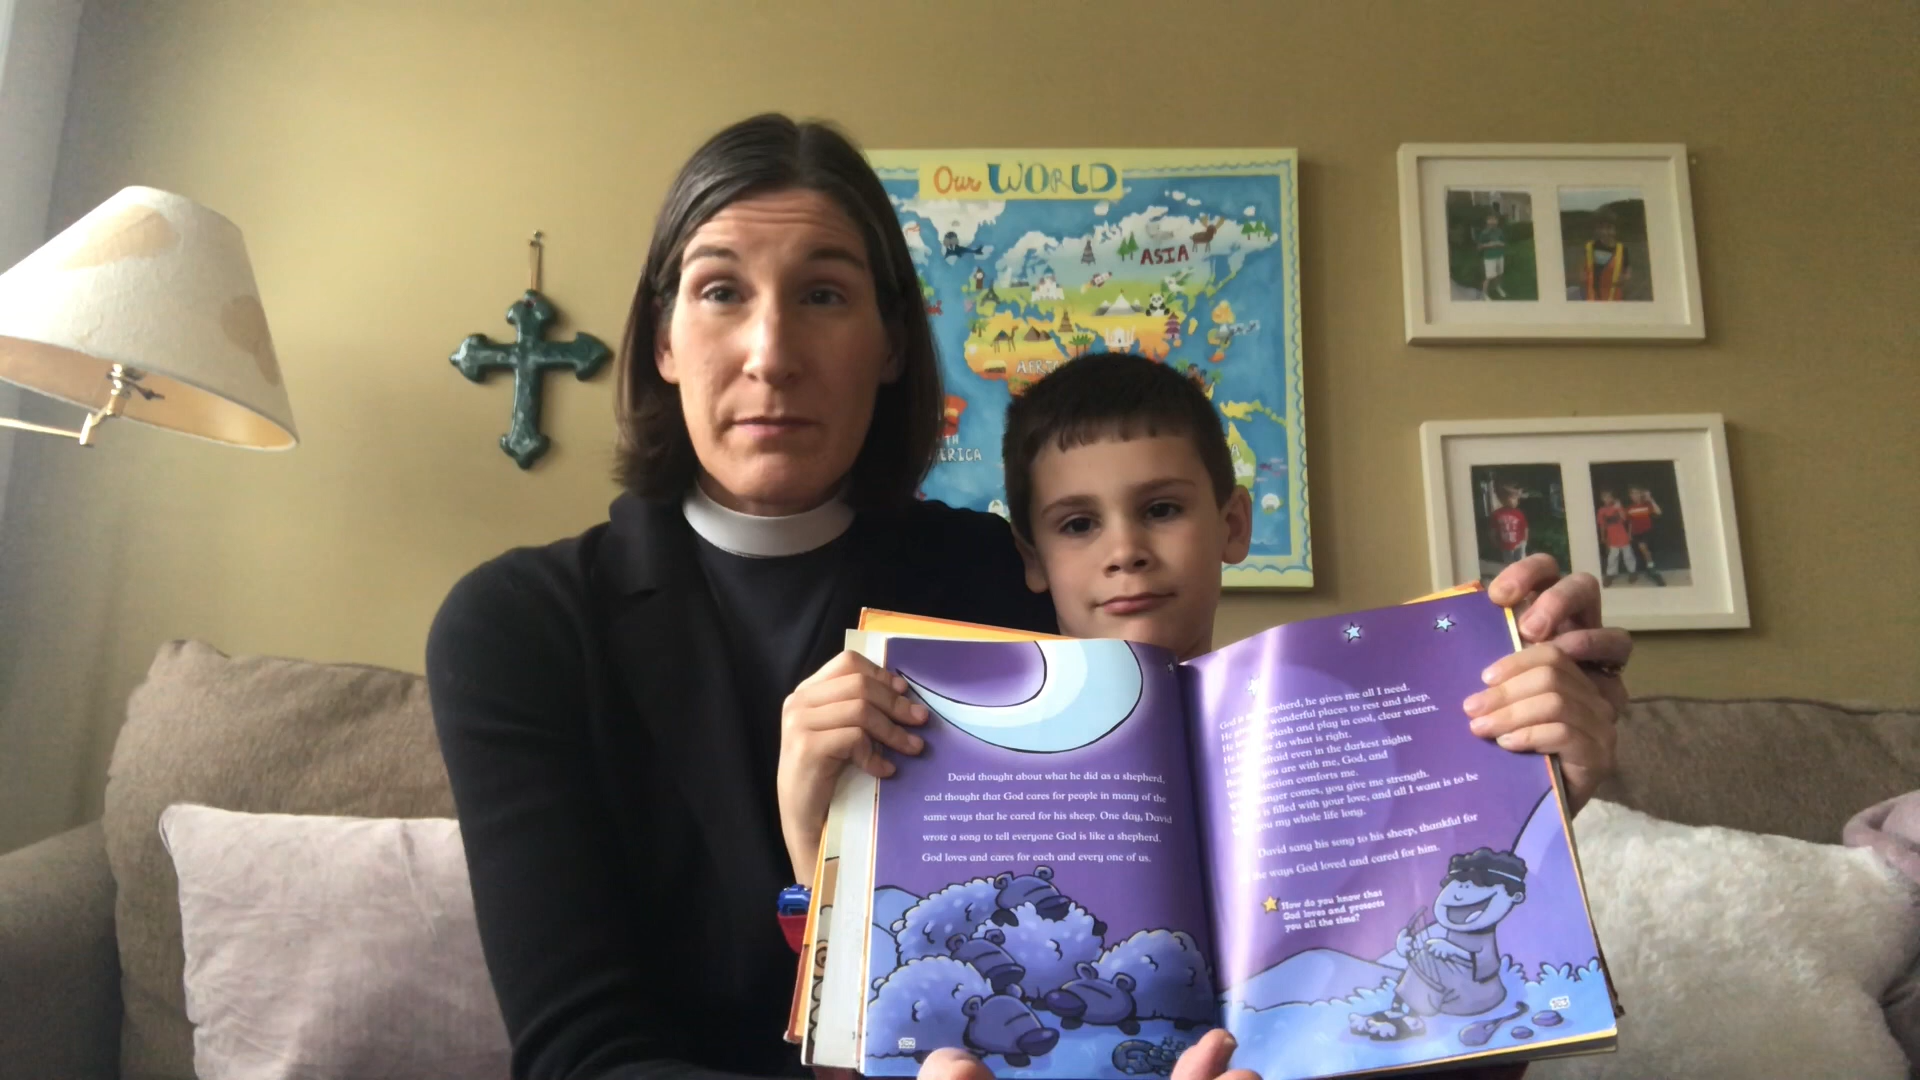 Our WORLD
ASIA
AFRICA
TH
ERICA
David thought about what he did as a shepherd,
and thought that God cares for people in many of the
same ways that he cared for his sheep. One day, David
wrote a song to tell everyone God is like a shepherd.
God loves and cares for each and every one of us.
God is shepherd, he gives me all I need.
He wonderful places to rest and sleep.
He splash and play in cool, clear waters.
He do what is right.
I afraid even in the darkest nights
you are with me, God, and
protection comforts me.
danger comes, you give me strength.
is filled with your love, and all I want is to be
you my whole life long.
David sang his song to his sheep, thankful for
the ways God loved and cared for him.
How do you know that
God loves and protects
you all the time?